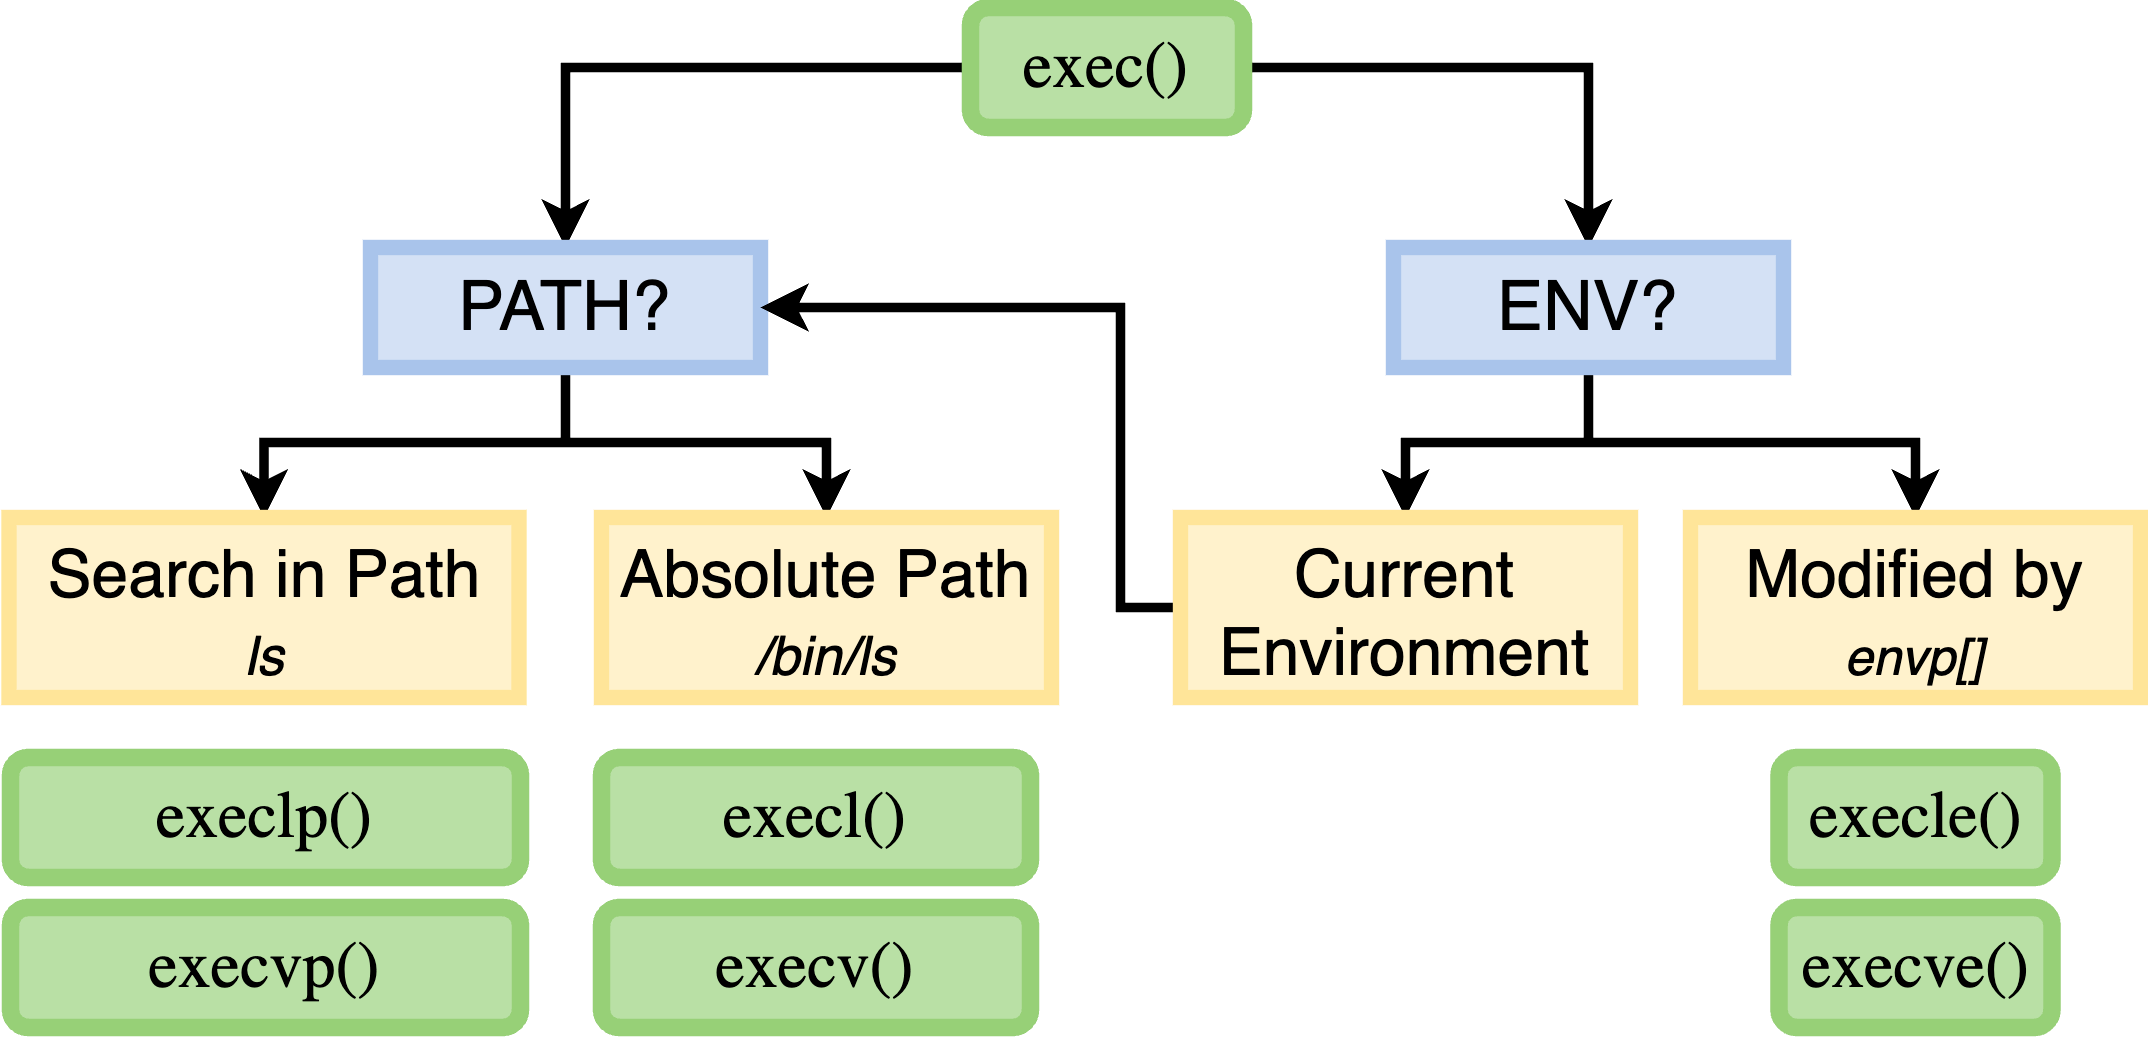 exec()
PATH?
ENV?
Search in Path
ls
Absolute Path
/bin/ls
Current
Environment
Modified by
envp[]
execlp()
execl()
execle()
execvp()
execv()
execve()